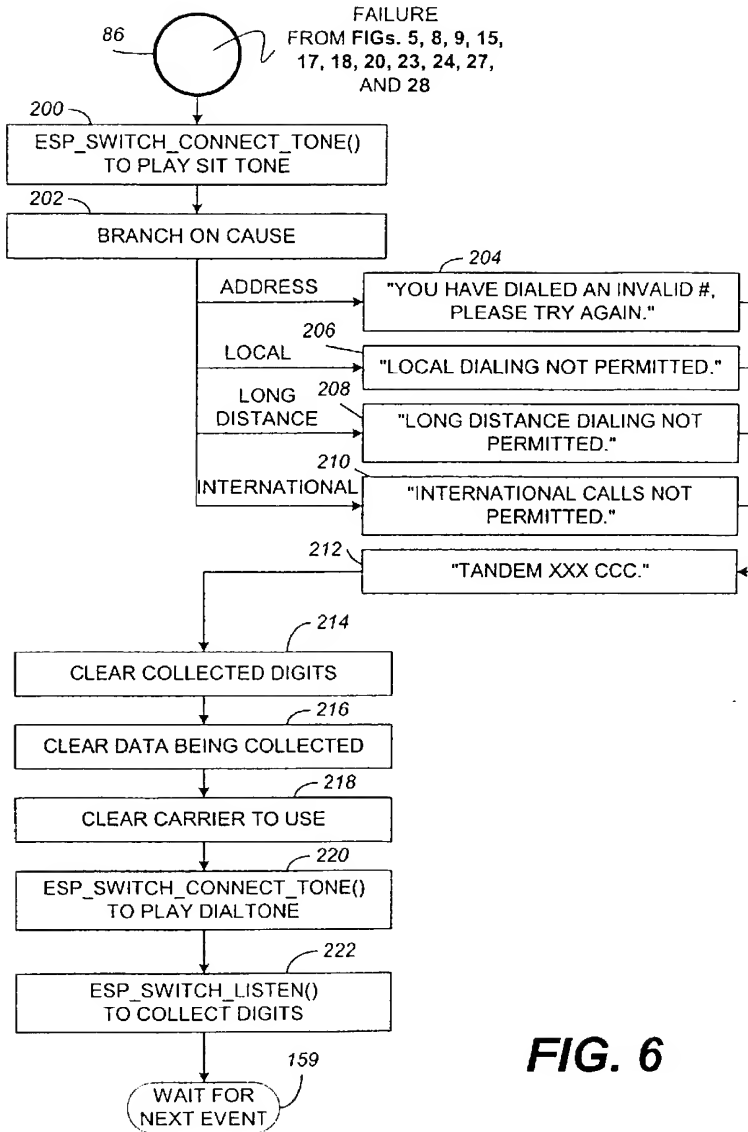 86
FAILURE
FROM FIGs. 5, 8, 9, 15,
17, 18, 20, 23, 24, 27,
AND 28
200
ESP_SWITCH_CONNECT_TONE()
TO PLAY SIT TONE
202
BRANCH ON CAUSE
ADDRESS
204
"YOU HAVE DIALED AN INVALID #,
PLEASE TRY AGAIN."
206
LOCAL
"LOCAL DIALING NOT PERMITTED."
LONG
DISTANCE
208
"LONG DISTANCE DIALING NOT
PERMITTED."
210
INTERNATIONAL
"INTERNATIONAL CALLS NOT
PERMITTED."
212
"TANDEM XXX CCC."
214
CLEAR COLLECTED DIGITS
216
CLEAR DATA BEING COLLECTED
218
CLEAR CARRIER TO USE
220
ESP_SWITCH_CONNECT_TONE()
TO PLAY DIALTONE
222
ESP_SWITCH_LISTEN()
TO COLLECT DIGITS
159
WAIT FOR
NEXT EVENT
FIG. 6